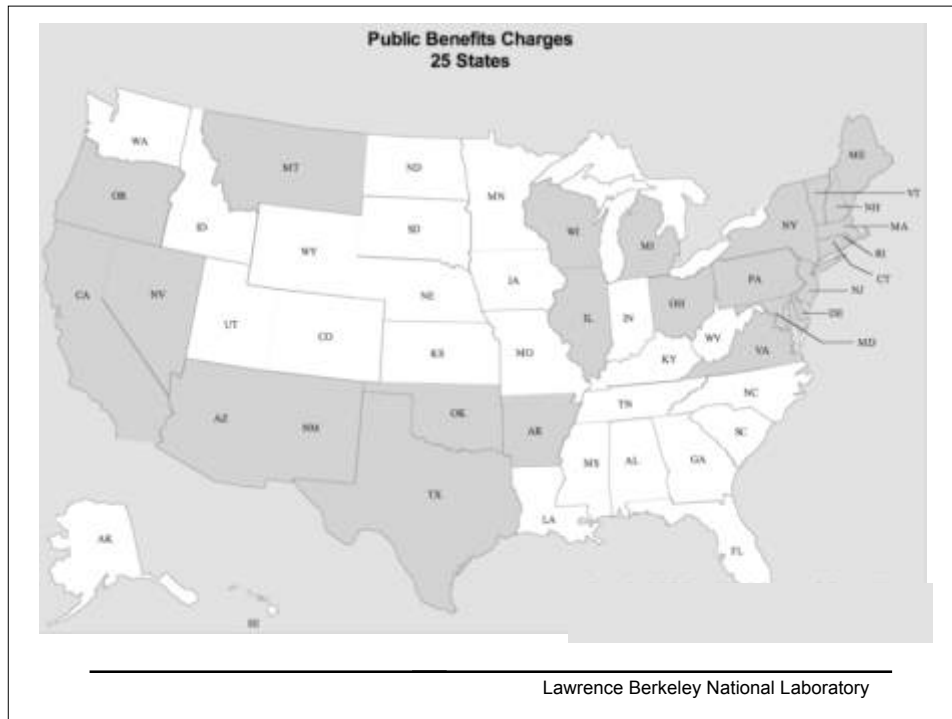 Public Benefits Charges
25 States
WA
MT
ND
MN
ME
VT
OR
ID
SD
WI
MI
NH
NY
MA
WY
RI
CT
CA
NV
IA
PA
NJ
NE
OH
IL
IN
DE
UT
CO
WV
MD
KS
MO
KY
VA
NC
TN
AZ
NM
OK
AR
SC
AL
GA
TX
LA
AK
FL
HI
Lawrence Berkeley National Laboratory